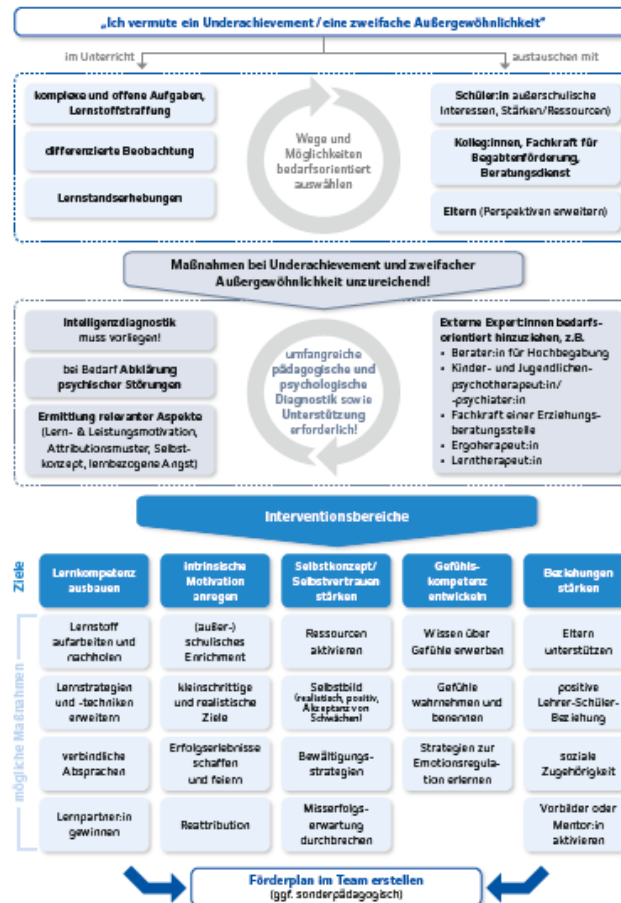 „Ich vermute ein Underachievement / eine zweifache Außergewöhnlichkeit"
im Unterricht
austauschen mit
komplexe und offene Aufgaben,
Lernstoffstraffung
differenzierte Beobachtung
Lernstandserhebungen
Wege und
Möglichkeiten
bedarfsorientiert
auswählen
Schüler:in außerschulische
Interessen, Stärken/Ressourcen)
Kolleg:innen, Fachkraft für
Begabtenförderung,
Beratungsdienst
Eltern (Perspektiven erweitern)
Maßnahmen bei Underachievement und zweifacher
Außergewöhnlichkeit unzureichend!
Intelligenzdiagnostik
muss vorliegen!
bei Bedarf Abklärung
psychischer Störungen
Ermittlung relevanter Aspekte
(Lern- & Leistungsmotivation,
Attributionsmuster, Selbst-
konzept, lernbezogene Angst)
umfangreiche
pädagogische und
psychologische
Diagnostik sowie
Unterstützung
erforderlich!
Externe Expert:innen bedarfs-
orientiert hinzuziehen, z.B.
• Berater:in für Hochbegabung
• Kinder- und Jugendlichen-
psychotherapeut:in/
-psychiater:in
• Fachkraft einer Erziehungs-
beratungsstelle
• Ergotherapeut:in
• Lerntherapeut:in
Interventionsbereiche
Ziele
Lernkompetenz
ausbauen
intrinsische
Motivation
anregen
Selbstkonzept/
Selbstvertrauen
stärken
Gefühls-
kompetenz
entwickeln
Beziehungen
stärken
mögliche Maßnahmen
Lernstoff
aufarbeiten und
nachholen
(außer-)
schulisches
Enrichment
Ressourcen
aktivieren
Wissen über
Gefühle erwerben
Eltern
unterstützen
Lernstrategien
und -techniken
erweitern
kleinschrittige
und realistische
Ziele
Selbstbild
(realistisch, positiv,
Akzeptanz von
Schwächen)
Gefühle
wahrnehmen und
benennen
positive
Lehrer-Schüler-
Beziehung
verbindliche
Absprachen
Erfolgserlebnisse
schaffen
und feiern
Bewältigungs-
strategien
Strategien zur
Emotionsregula-
tion erlernen
soziale
Zugehörigkeit
Lernpartner:in
gewinnen
Reattribution
Misserfolgs-
erwartung
durchbrechen
Vorbilder oder
Mentor:in
aktivieren
Förderplan im Team erstellen
(ggf. sonderpädagogisch)